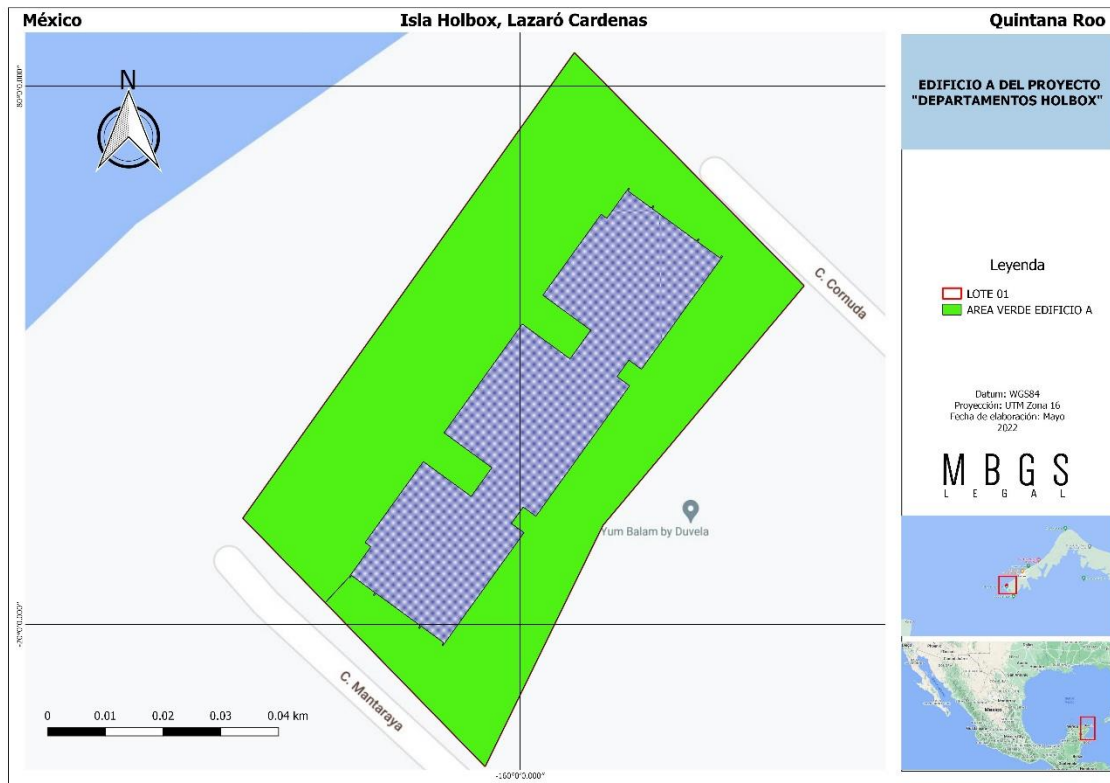 México
Isla Holbox, Lazaró Cardenas
Quintana Roo
N
EDIFICIO A DEL PROYECTO
"DEPARTAMENTOS HOLBOX"
C. Cornuda
Leyenda
LOTE 01
AREA VERDE EDIFICIO A
Datum: WGS84
Proyección: UTM Zona 16
Fecha de elaboración: Mayo
2022
MBGS
LEGAL
Yum Balam by Duvela
C. Mantaraya
0 0.01 0.02 0.03 0.04 km
-160°0'0.000"